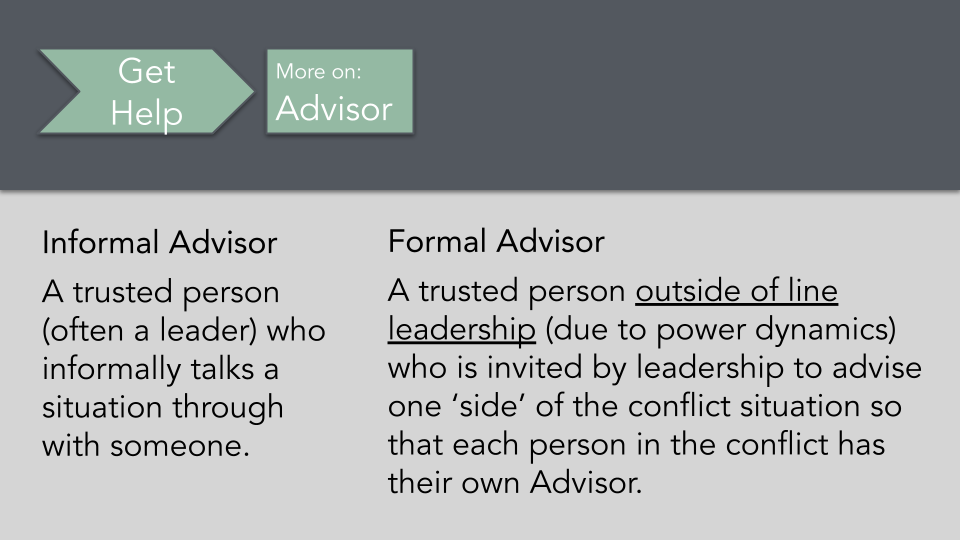 Get
Help
More on:
Advisor
Informal Advisor
A trusted person
(often a leader) who
informally talks a
situation through
with someone.
Formal Advisor
A trusted person outside of line
leadership (due to power dynamics)
who is invited by leadership to advise
one ‘side’ of the conflict situation so
that each person in the conflict has
their own Advisor.